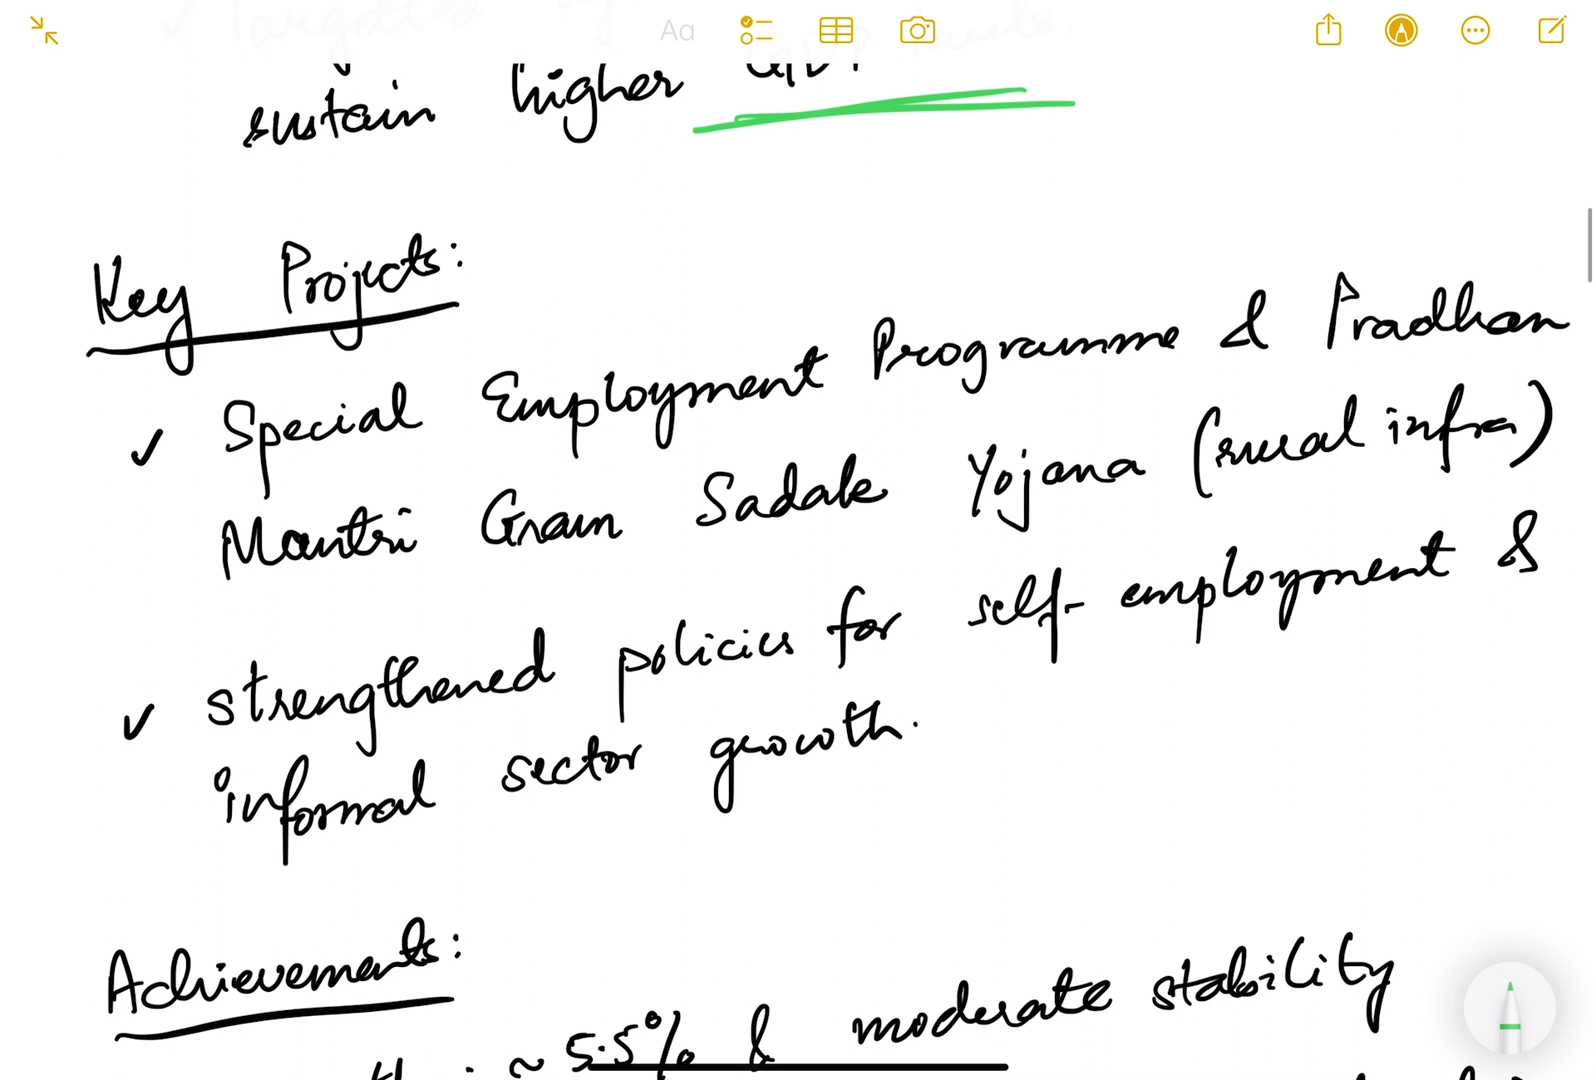 sustain higher
Key Projects:
✓ Special Employment Programme & Pradhan
Mantri Gram Sadak Yojana (rural infra)
✓ strengthened policies for self-employment &
informal sector growth.
Achievements:
~ 5.5% & moderate stability